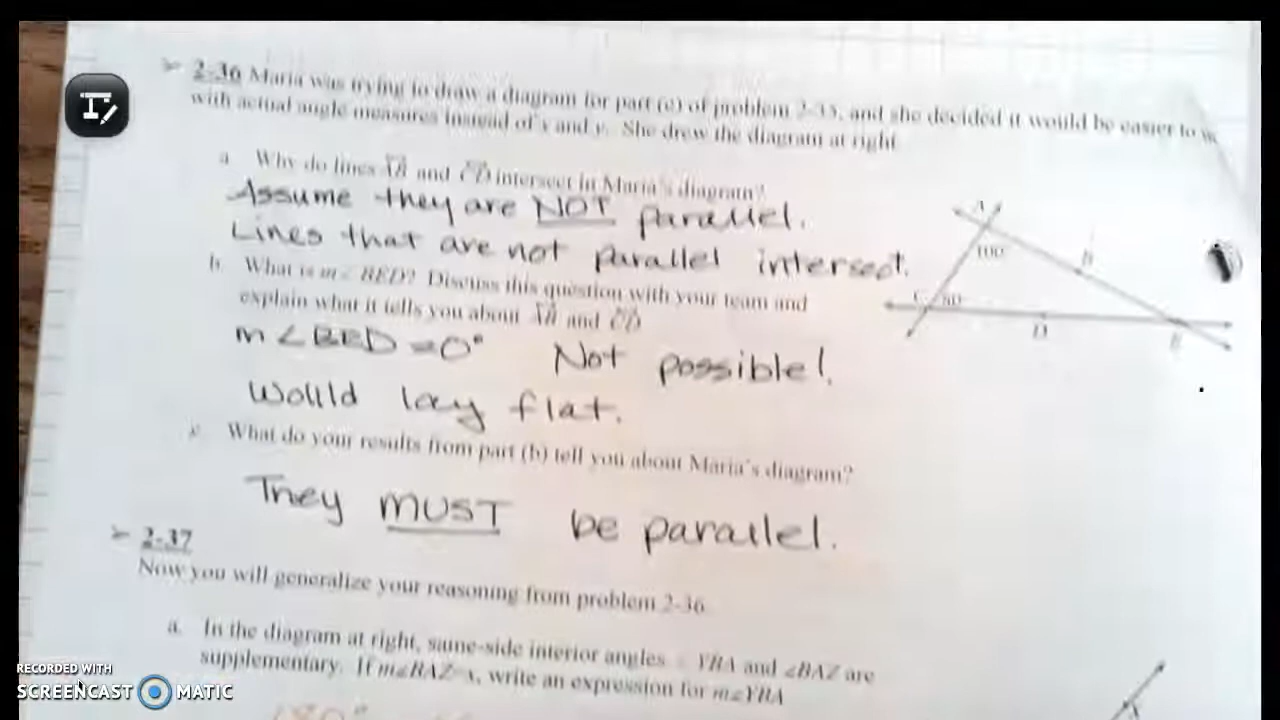 2-36 Maria was trying to draw a diagram for part (c) of problem 2-35, and she decided it would be easier to
with actual angle measures instead of x and y. She drew the diagram at right.
a. Why do lines AB and CD intersect in Maria's diagram?
Assume they are NOT parallel.
Lines that are not parallel intersect.
b. What is m∠BED? Discuss this question with your team and
explain what it tells you about AB and CD
m∠BED=0° Not possible!
Would lay flat.
c. What do your results from part (b) tell you about Maria's diagram?
They MUST be parallel.
2-37
Now you will generalize your reasoning from problem 2-36
a. In the diagram at right, same-side interior angles ∠YBA and ∠BAZ are
supplementary. If m∠BAZ=x, write an expression for m∠YBA
180°
A
100
B
C
80
D
E
RECORDED WITH
SCREENCAST MATIC